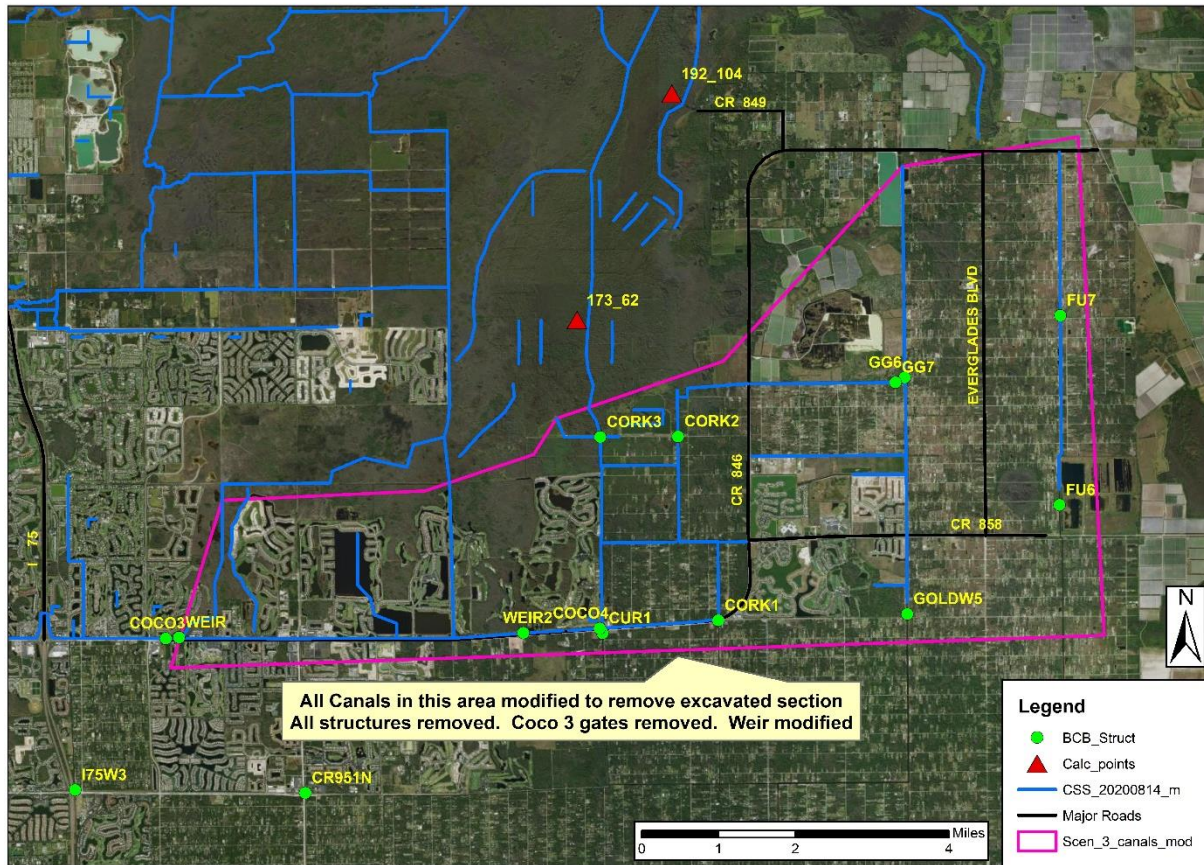 192_104
CR 849
173_62
EVERGLADES BLVD
FU7
GG6
GG7
CORK3
CORK2
CR 846
FU6
CR 858
I 75
COCO3
WEIR
WEIR2
COCO4
CUR1
CORK1
GOLDW5
N
All Canals in this area modified to remove excavated section
All structures removed. Coco 3 gates removed. Weir modified
I75W3
CR951N
Miles
0 1 2 4
Legend
BCB_Struct
Calc_points
CSS_20200814_m
Major Roads
Scen_3_canals_mod